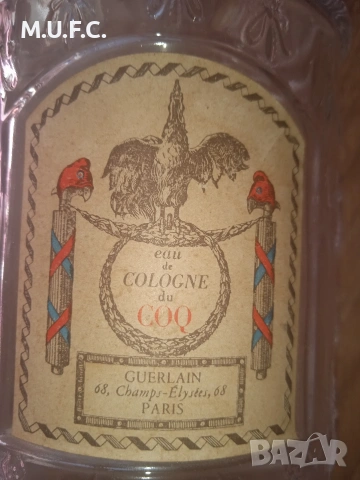 M.U.F.C.
eau
de
COLOGNE
du
COQ
GUERLAIN
68, Champs-Élysées, 68
PARIS
BAZAR